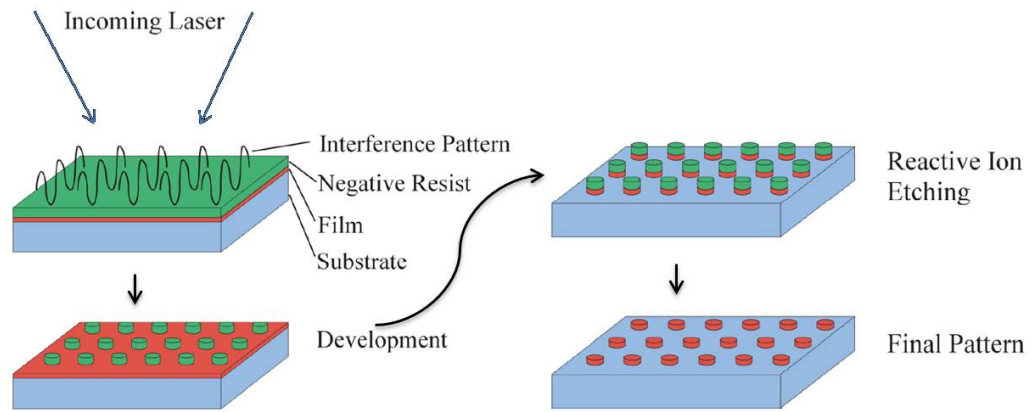 Incoming Laser
Interference Pattern
Negative Resist
Film
Substrate
Development
Reactive Ion
Etching
Final Pattern